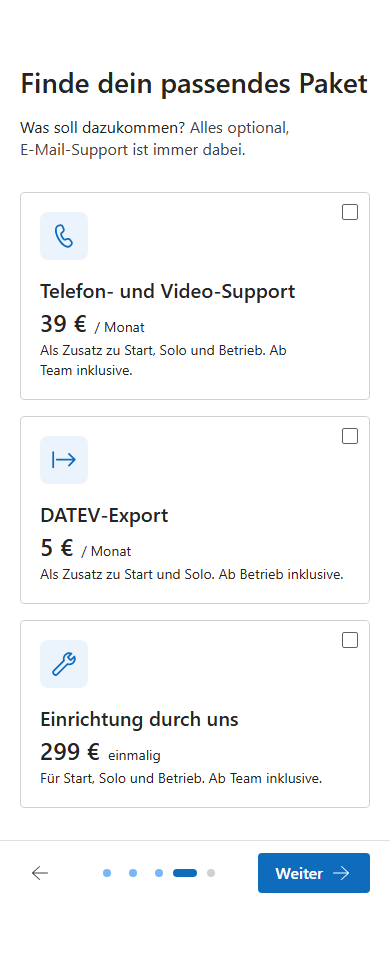 Finde dein passendes Paket
Was soll dazukommen? Alles optional,
E-Mail-Support ist immer dabei.
Telefon- und Video-Support
39 € / Monat
Als Zusatz zu Start, Solo und Betrieb. Ab
Team inklusive.
DATEV-Export
5 € / Monat
Als Zusatz zu Start und Solo. Ab Betrieb inklusive.
Einrichtung durch uns
299 € einmalig
Für Start, Solo und Betrieb. Ab Team inklusive.
Weiter